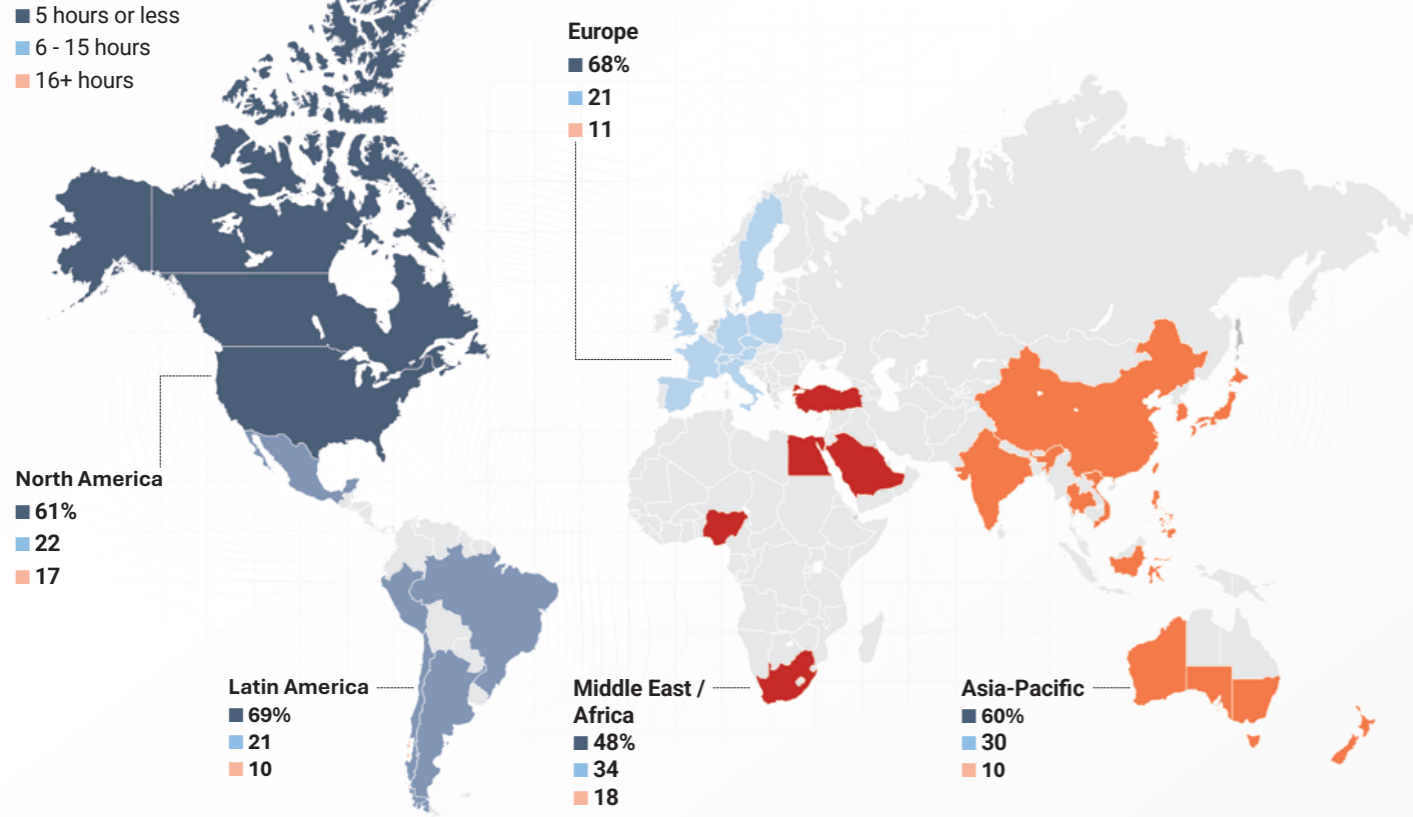 5 hours or less
6 - 15 hours
16+ hours
Europe
68%
21
11
North America
61%
22
17
Latin America
69%
21
10
Middle East /
Africa
48%
34
18
Asia-Pacific
60%
30
10